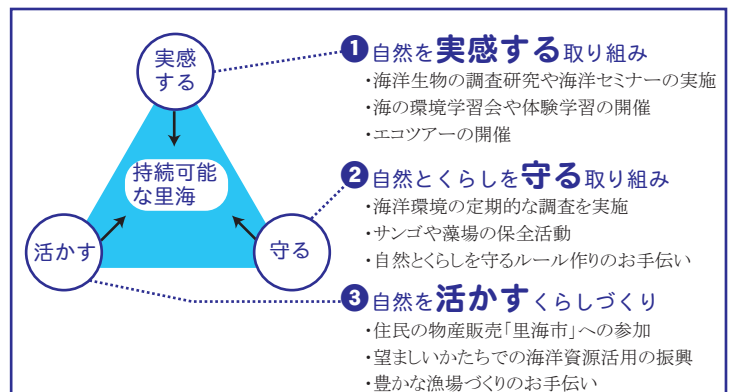 実感
する
持続可能
な里海
活かす
守る
❶自然を実感する取り組み
・海洋生物の調査研究や海洋セミナーの実施
・海の環境学習会や体験学習の開催
・エコツアーの開催
❷自然とくらしを守る取り組み
・海洋環境の定期的な調査を実施
・サンゴや藻場の保全活動
・自然とくらしを守るルール作りのお手伝い
❸自然を活かすくらしづくり
・住民の物産販売「里海市」への参加
・望ましいかたちでの海洋資源活用の振興
・豊かな漁場づくりのお手伝い